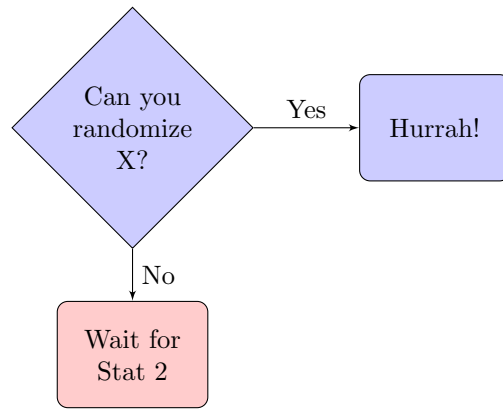 Can you
randomize
X?
Yes
Hurrah!
No
Wait for
Stat 2